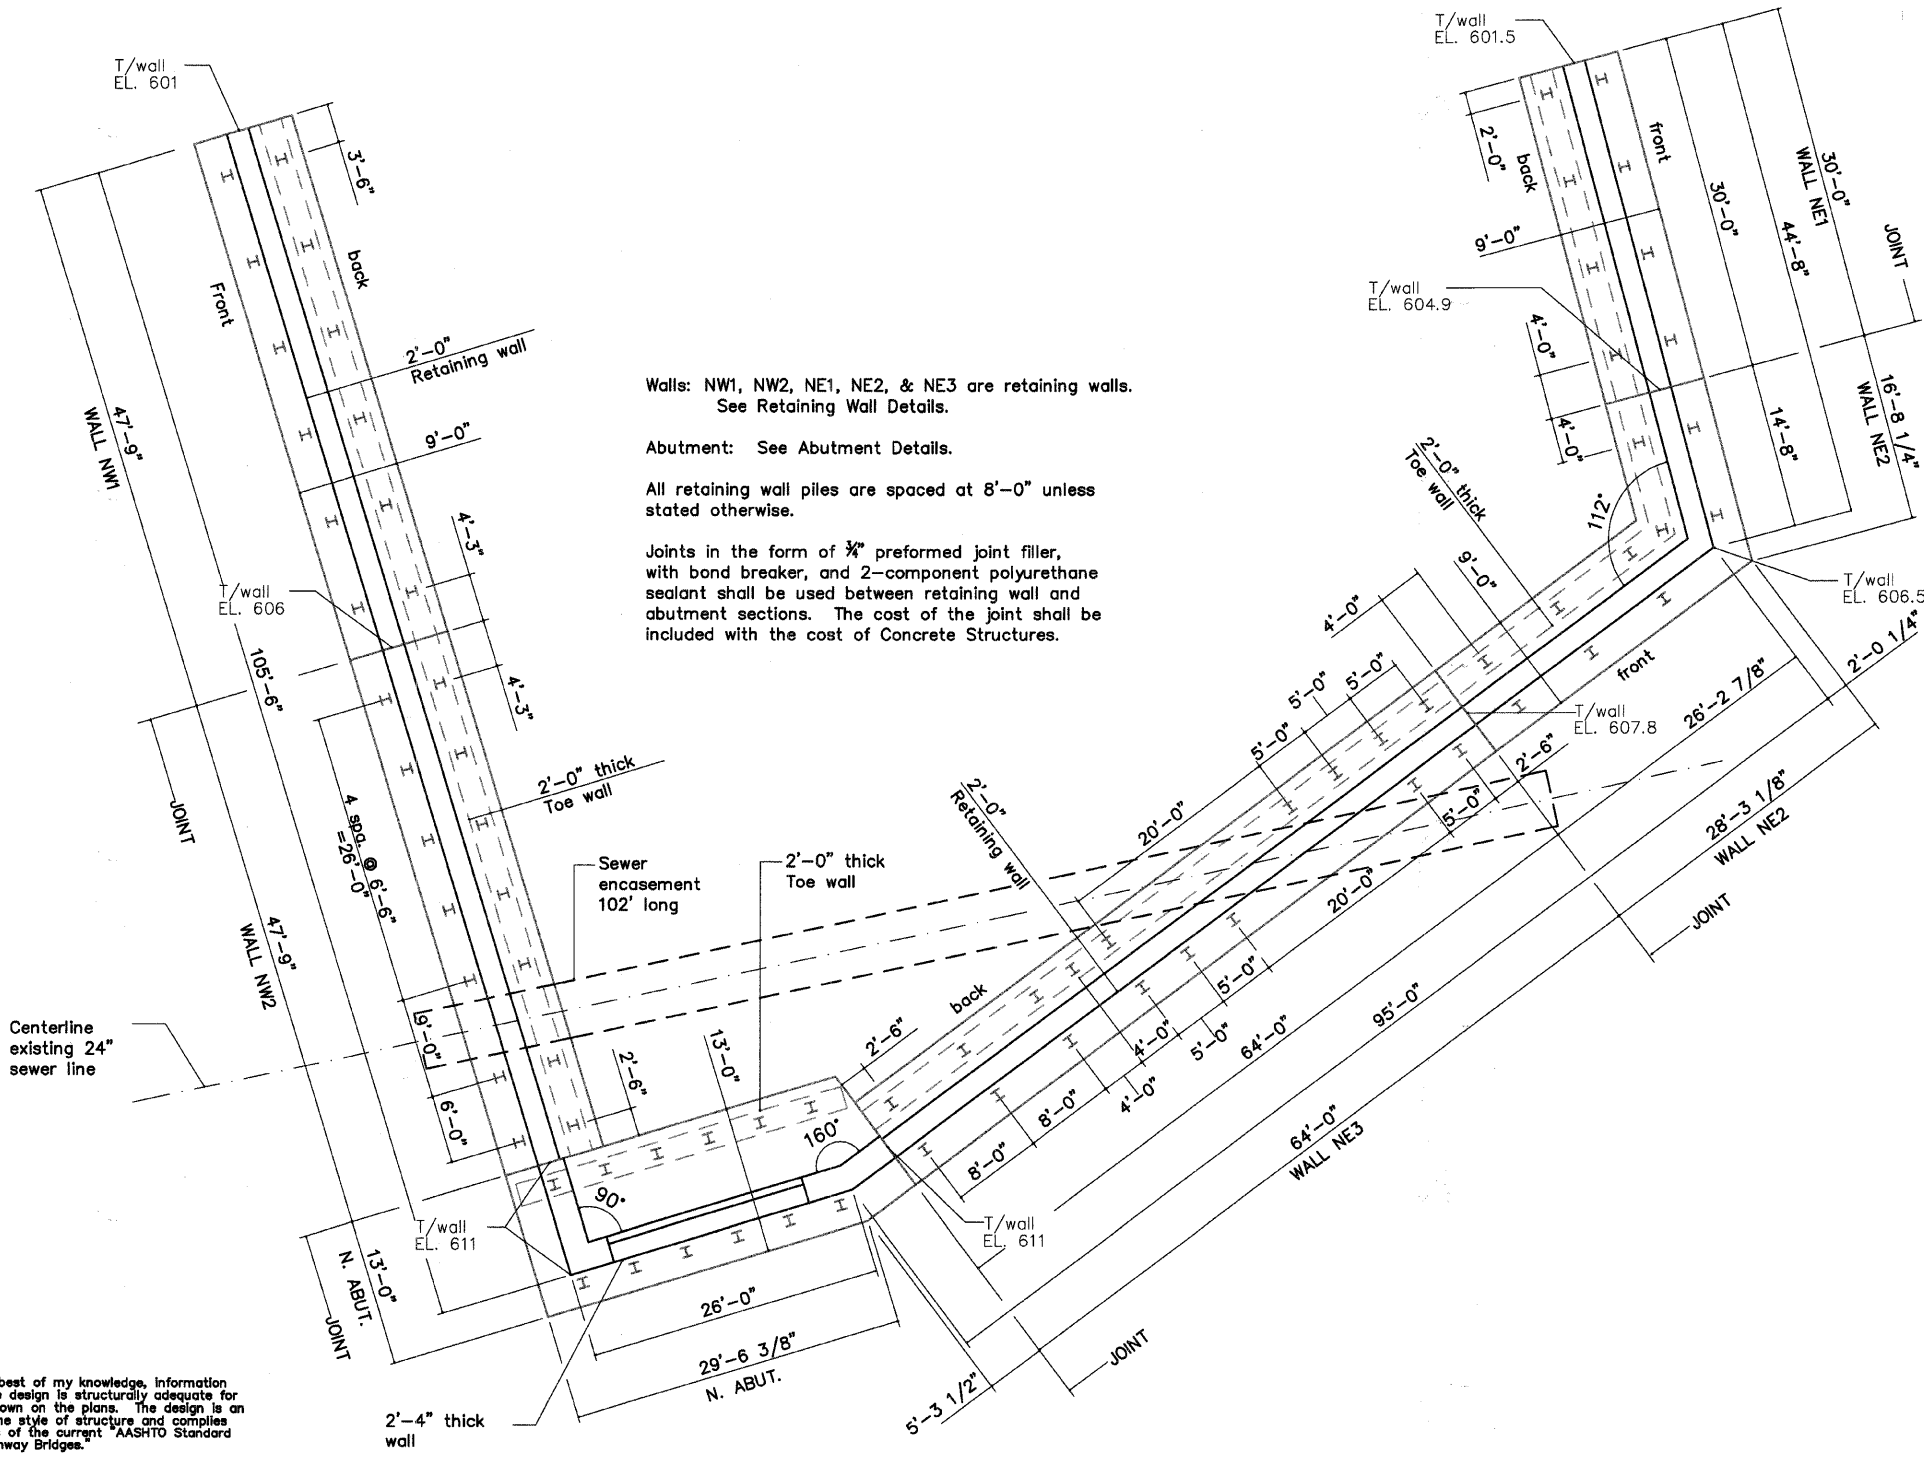 T/wall
EL. 601
3'-6"
back
Front
47'-9"
WALL NW1
2'-0"
Retaining wall
9'-0"
4'-3"
T/wall
EL. 606
4'-3"
105'-6"
JOINT
2'-0" thick
Toe wall
4 spa. @ 6'-6"
=26'-0"
47'-9"
WALL NW2
Sewer
encasement
102' long
2'-0" thick
Toe wall
Centerline
existing 24"
sewer line
9'-0"
6'-0"
2'-6"
13'-0"
90°
160°
T/wall
EL. 611
13'-0"
N. ABUT.
JOINT
26'-0"
29'-6 3/8"
N. ABUT.
2'-4" thick
wall
Walls: NW1, NW2, NE1, NE2, & NE3 are retaining walls.
See Retaining Wall Details.
Abutment: See Abutment Details.
All retaining wall piles are spaced at 8'-0" unless
stated otherwise.
Joints in the form of ¾" preformed joint filler,
with bond breaker, and 2-component polyurethane
sealant shall be used between retaining wall and
abutment sections. The cost of the joint shall be
included with the cost of Concrete Structures.
T/wall
EL. 601.5
2'-0"
back
front
9'-0"
30'-0"
44'-8"
30'-0"
WALL NE1
JOINT
T/wall
EL. 604.9
4'-0"
4'-0"
14'-8"
16'-8 1/4"
WALL NE2
112°
2'-0" thick
Toe wall
9'-0"
4'-0"
T/wall
EL. 606.5
2'-0 1/4"
front
5'-0"
5'-0"
5'-0"
T/wall
EL. 607.8
26'-2 7/8"
2'-6"
20'-0"
5'-0"
28'-3 1/8"
WALL NE2
2'-0"
Retaining wall
20'-0"
JOINT
back
2'-6"
5'-0"
5'-0"
4'-0"
4'-0"
8'-0"
8'-0"
64'-0"
95'-0"
64'-0"
WALL NE3
T/wall
EL. 611
JOINT
5'-3 1/2"
best of my knowledge, information
design is structurally adequate for
own on the plans. The design is an
style of structure and complies
of the current "AASHTO Standard
way Bridges."